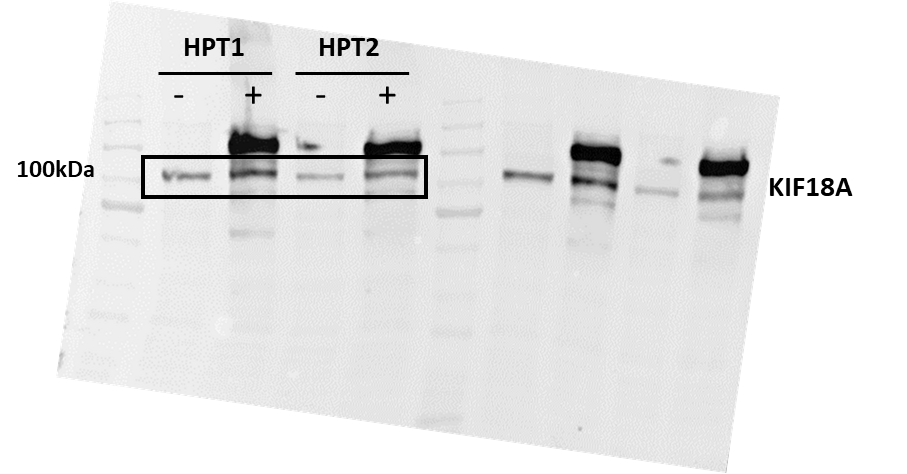 HPT1 HPT2
- + - +
100kDa
KIF18A